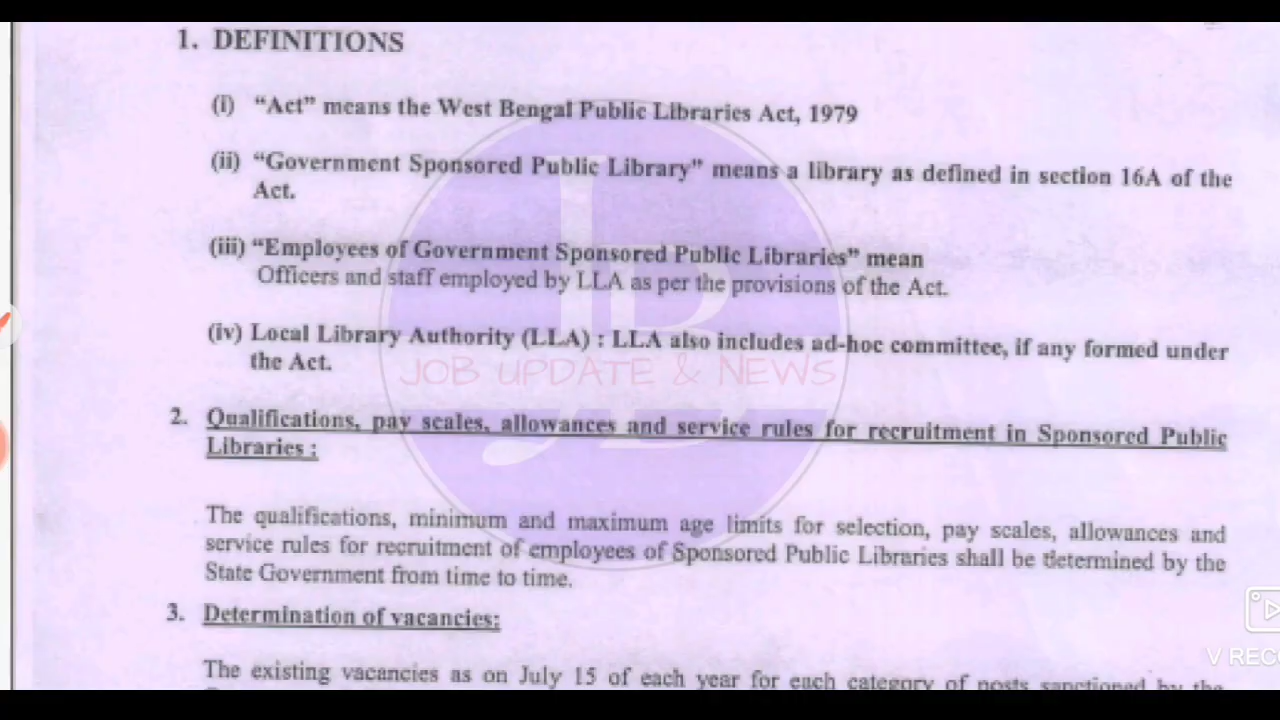 1. DEFINITIONS
(i) “Act” means the West Bengal Public Libraries Act, 1979
(ii) “Government Sponsored Public Library” means a library as defined in section 16A of the
Act.
(iii) “Employees of Government Sponsored Public Libraries” mean
Officers and staff employed by LLA as per the provisions of the Act.
(iv) Local Library Authority (LLA) : LLA also includes ad-hoc committee, if any formed under
the Act.
JOB UPDATE & NEWS
2. Qualifications, pay scales, allowances and service rules for recruitment in Sponsored Public
Libraries :
The qualifications, minimum and maximum age limits for selection, pay scales, allowances and
service rules for recruitment of employees of Sponsored Public Libraries shall be determined by the
State Government from time to time.
3. Determination of vacancies:
The existing vacancies as on July 15 of each year for each category of posts sanctioned by the
V RECO